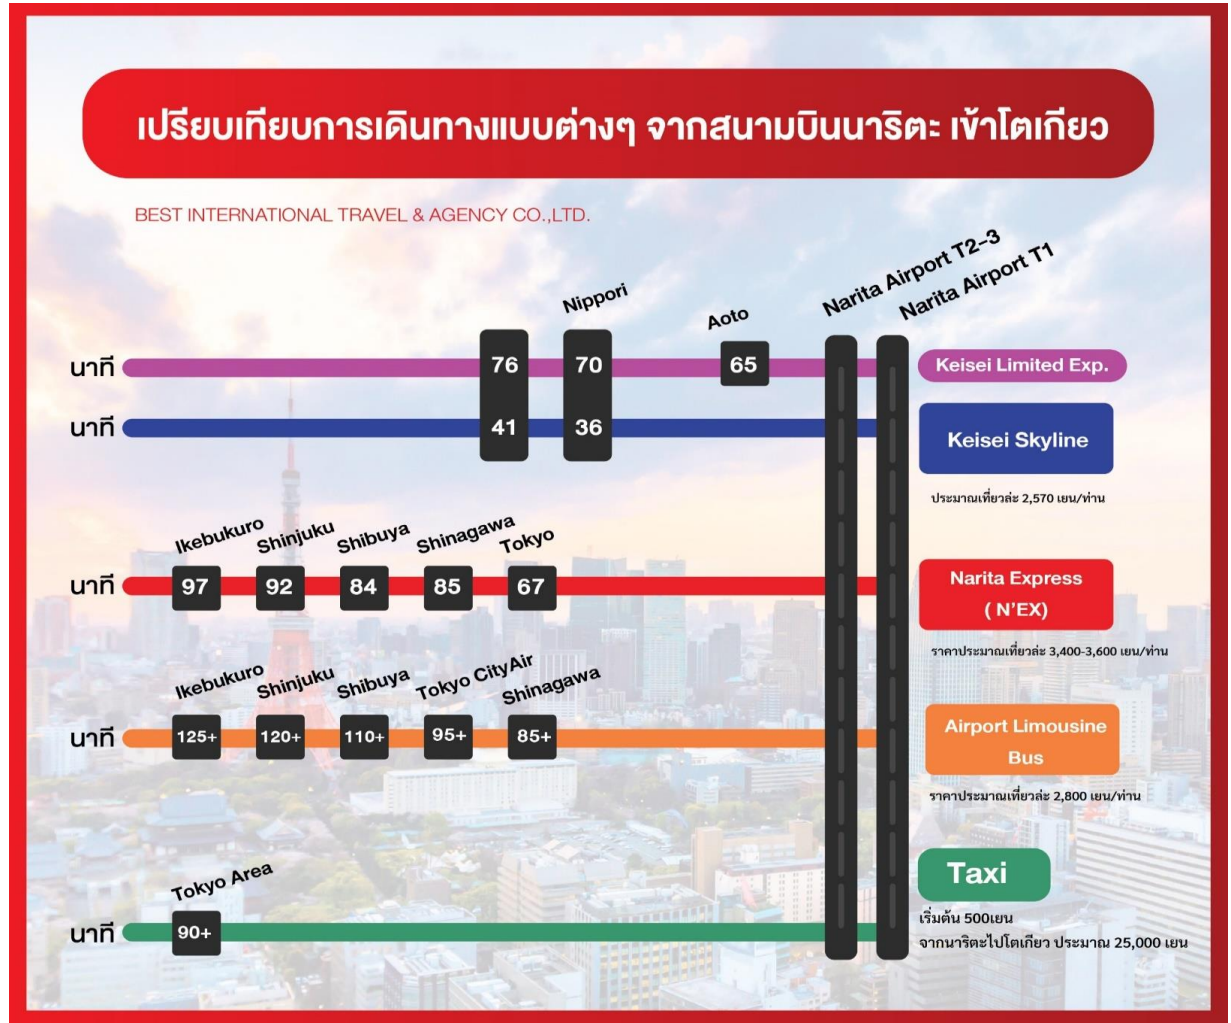 เปรียบเทียบการเดินทางแบบต่างๆ จากสนามบินนาริตะ เข้าโตเกียว
BEST INTERNATIONAL TRAVEL & AGENCY CO.,LTD.
Nippori
Aoto
Narita Airport T2-3
Narita Airport T1
นาที
76
70
65
Keisei Limited Exp.
นาที
41
36
Keisei Skyline
ประมาณเที่ยวล่ะ 2,570 เยน/ท่าน
Ikebukuro
Shinjuku
Shibuya
Shinagawa
Tokyo
นาที
97
92
84
85
67
Narita Express
( N'EX)
ราคาประมาณเที่ยวล่ะ 3,400-3,600 เยน/ท่าน
Ikebukuro
Shinjuku
Shibuya
Tokyo CityAir
Shinagawa
นาที
125+
120+
110+
95+
85+
Airport Limousine
Bus
ราคาประมาณเที่ยวล่ะ 2,800 เยน/ท่าน
Tokyo Area
นาที
90+
Taxi
เริ่มต้น 500เยน
จากนาริตะไปโตเกียว ประมาณ 25,000 เยน